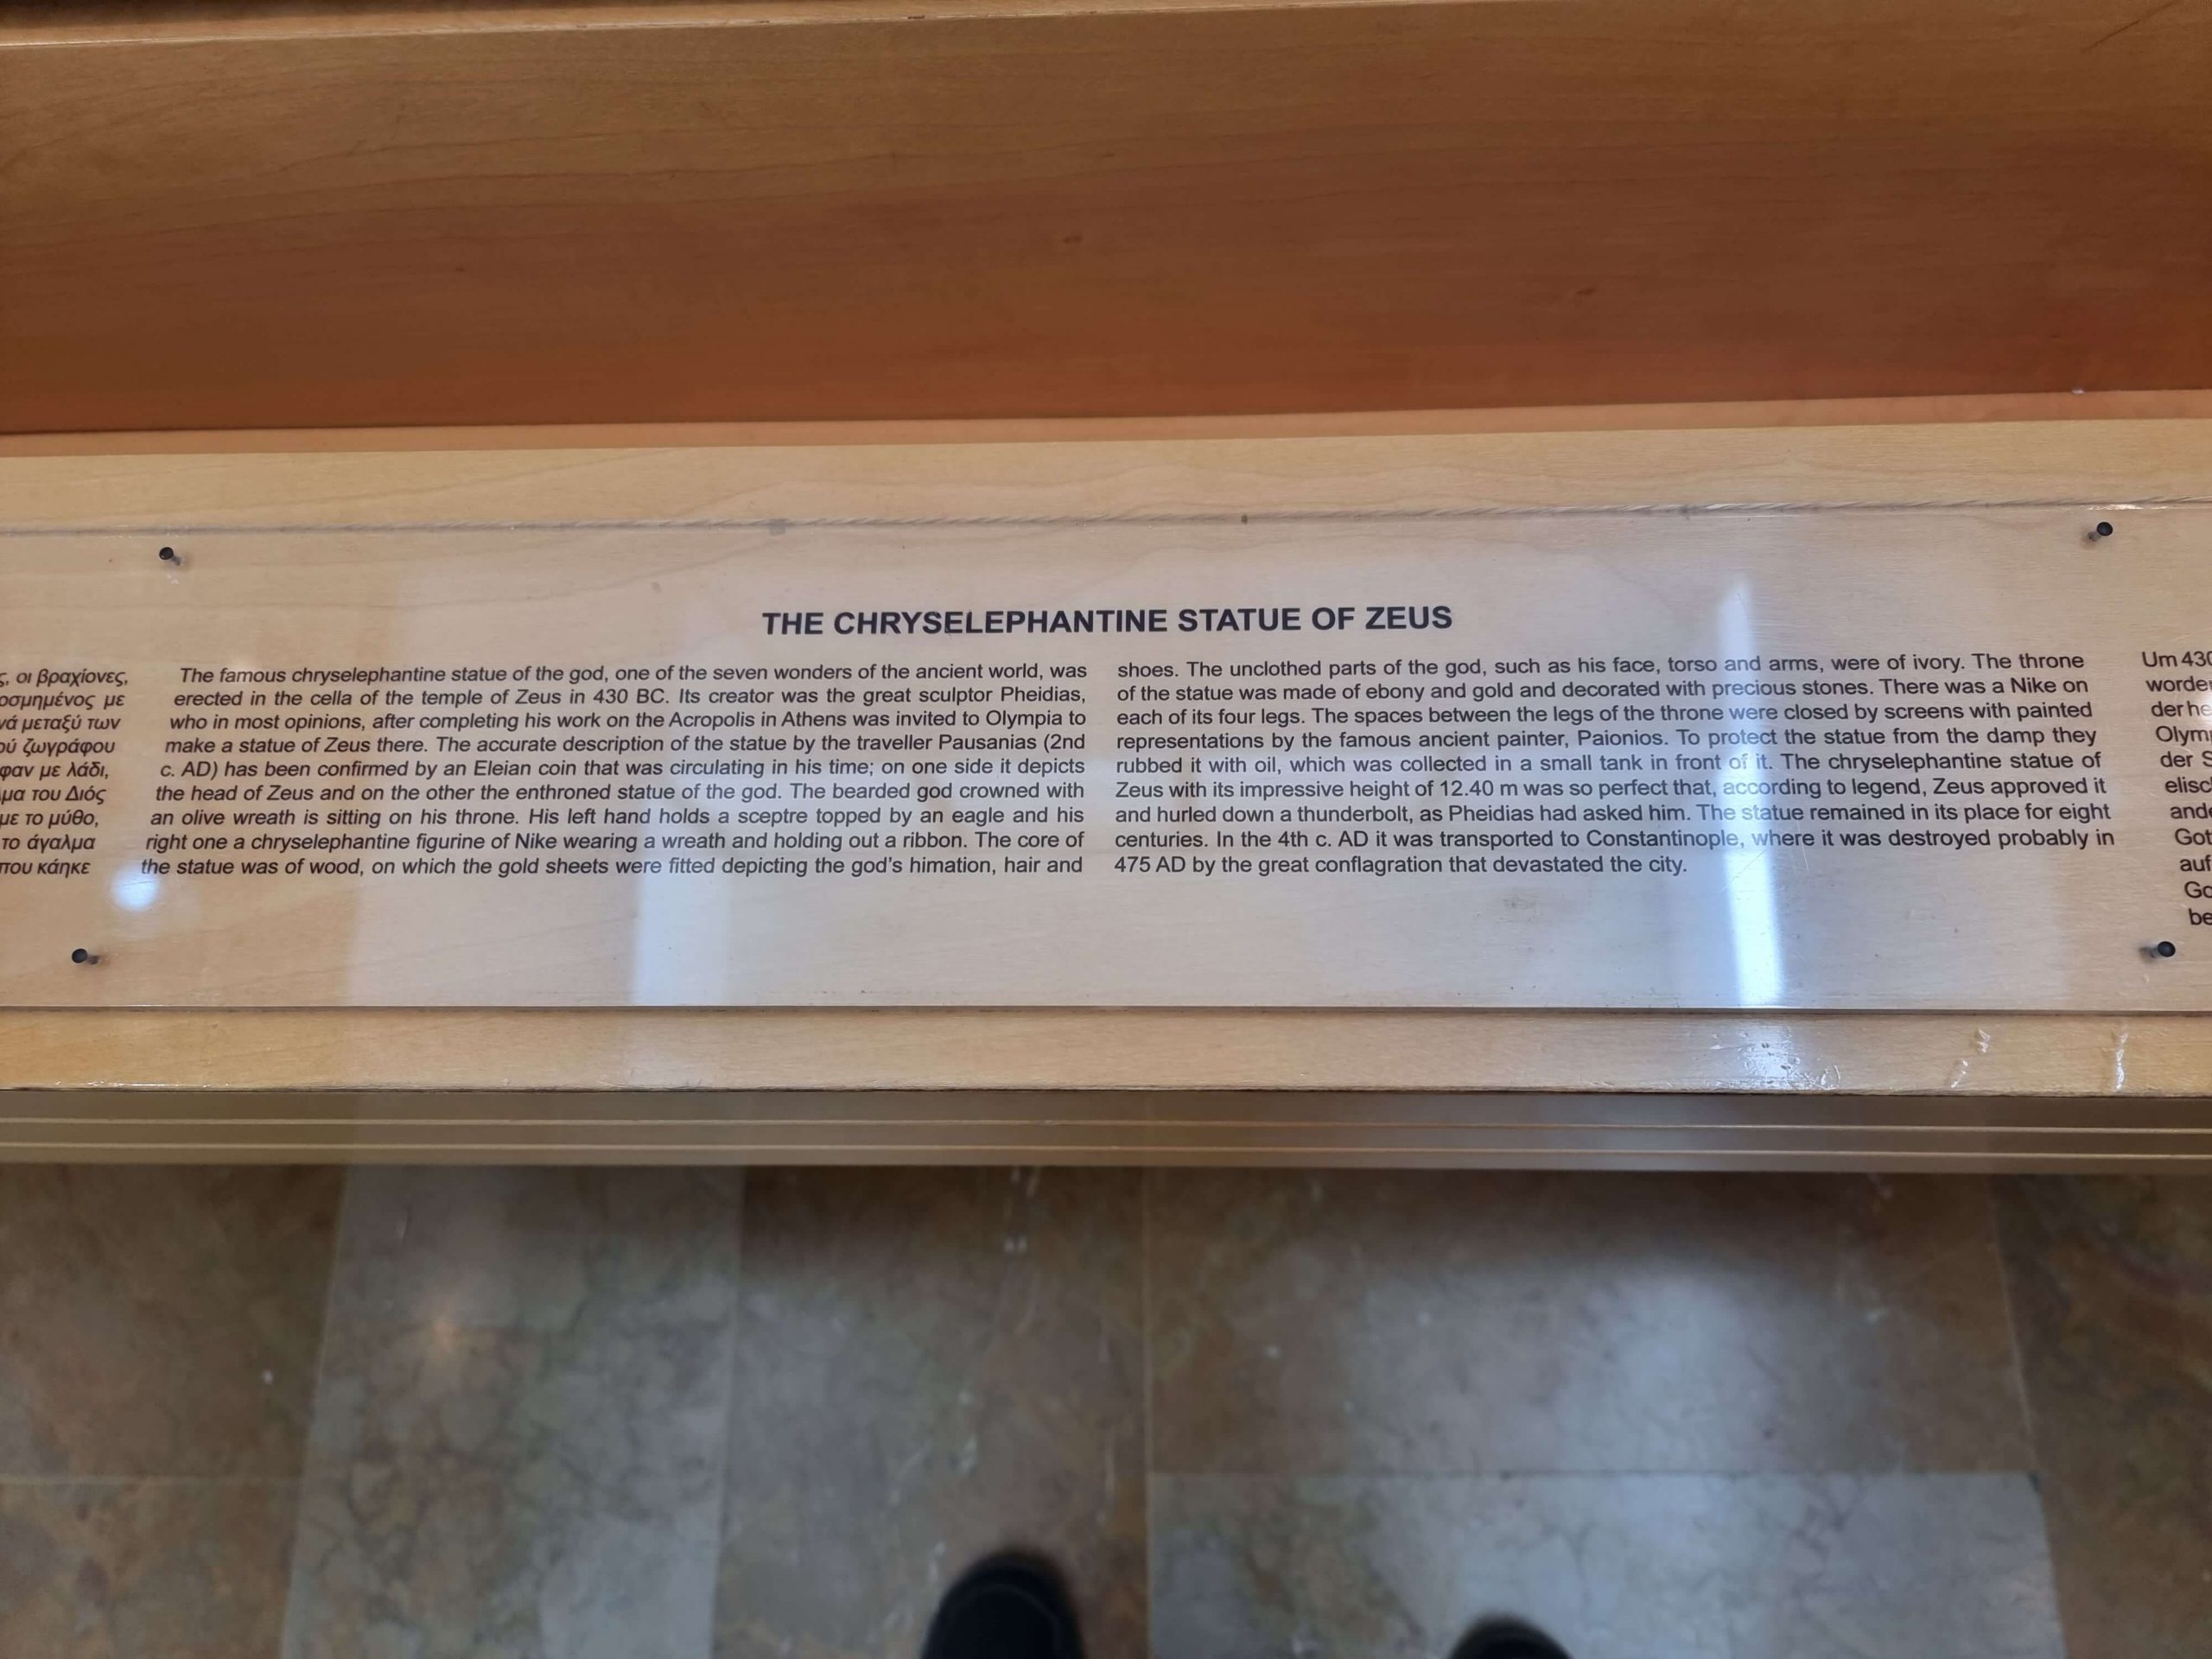 ς, οι βραχίονες,
οσμημένος με
νά μεταξύ των
ού ζωγράφου
φαν με λάδι,
μα του Διός
με το μύθο,
το άγαλμα
που κάηκε
THE CHRYSELEPHANTINE STATUE OF ZEUS
The famous chryselephantine statue of the god, one of the seven wonders of the ancient world, was
erected in the cella of the temple of Zeus in 430 BC. Its creator was the great sculptor Pheidias,
who in most opinions, after completing his work on the Acropolis in Athens was invited to Olympia to
make a statue of Zeus there. The accurate description of the statue by the traveller Pausanias (2nd
c. AD) has been confirmed by an Eleian coin that was circulating in his time; on one side it depicts
the head of Zeus and on the other the enthroned statue of the god. The bearded god crowned with
an olive wreath is sitting on his throne. His left hand holds a sceptre topped by an eagle and his
right one a chryselephantine figurine of Nike wearing a wreath and holding out a ribbon. The core of
the statue was of wood, on which the gold sheets were fitted depicting the god's himation, hair and
shoes. The unclothed parts of the god, such as his face, torso and arms, were of ivory. The throne
of the statue was made of ebony and gold and decorated with precious stones. There was a Nike on
each of its four legs. The spaces between the legs of the throne were closed by screens with painted
representations by the famous ancient painter, Paionios. To protect the statue from the damp they
rubbed it with oil, which was collected in a small tank in front of it. The chryselephantine statue of
Zeus with its impressive height of 12.40 m was so perfect that, according to legend, Zeus approved it
and hurled down a thunderbolt, as Pheidias had asked him. The statue remained in its place for eight
centuries. In the 4th c. AD it was transported to Constantinople, where it was destroyed probably in
475 AD by the great conflagration that devastated the city.
Um 430
worde
der he
Olym
der S
elisc
ande
Got
auf
Go
be